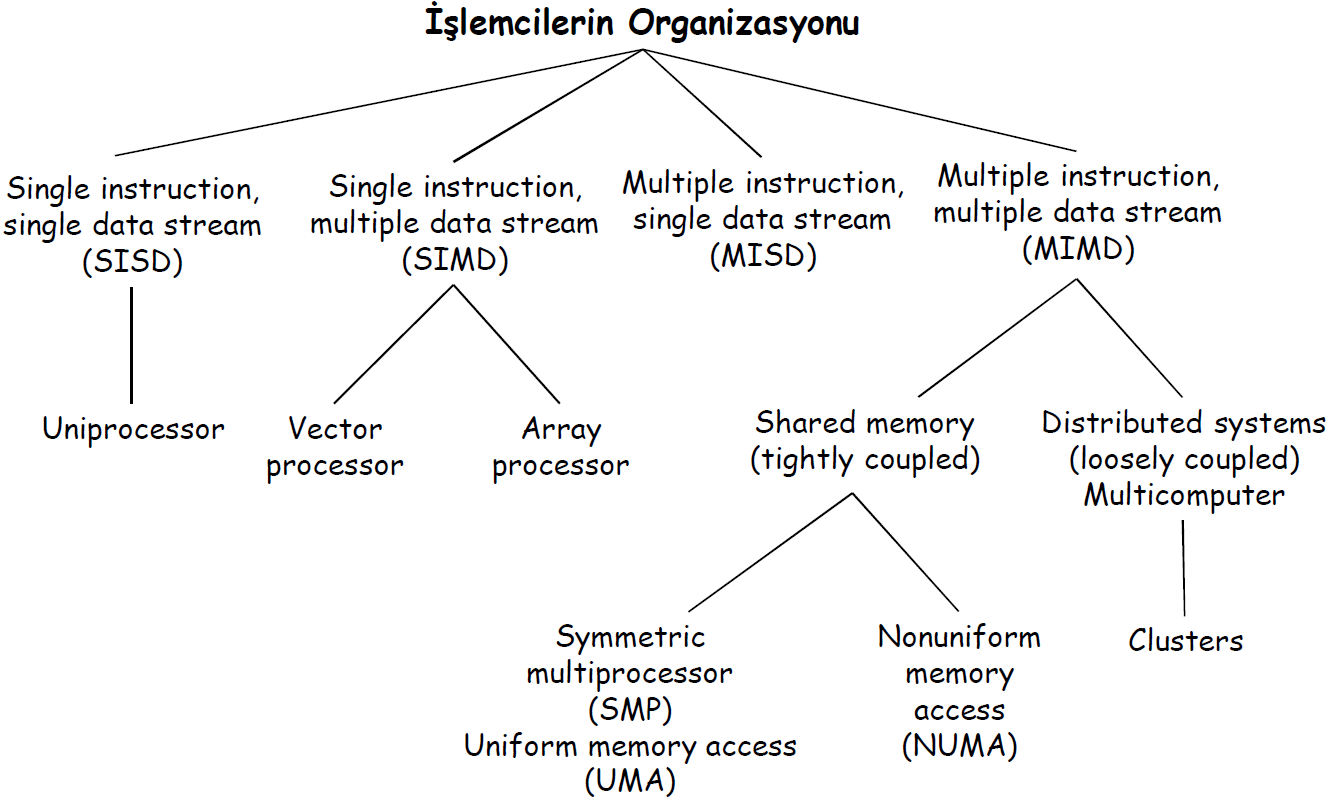 İşlemcilerin Organizasyonu
Single instruction,
single data stream
(SISD)
Single instruction,
multiple data stream
(SIMD)
Multiple instruction,
single data stream
(MISD)
Multiple instruction,
multiple data stream
(MIMD)
Uniprocessor
Vector
processor
Array
processor
Shared memory
(tightly coupled)
Distributed systems
(loosely coupled)
Multicomputer
Symmetric
multiprocessor
(SMP)
Uniform memory access
(UMA)
Nonuniform
memory
access
(NUMA)
Clusters